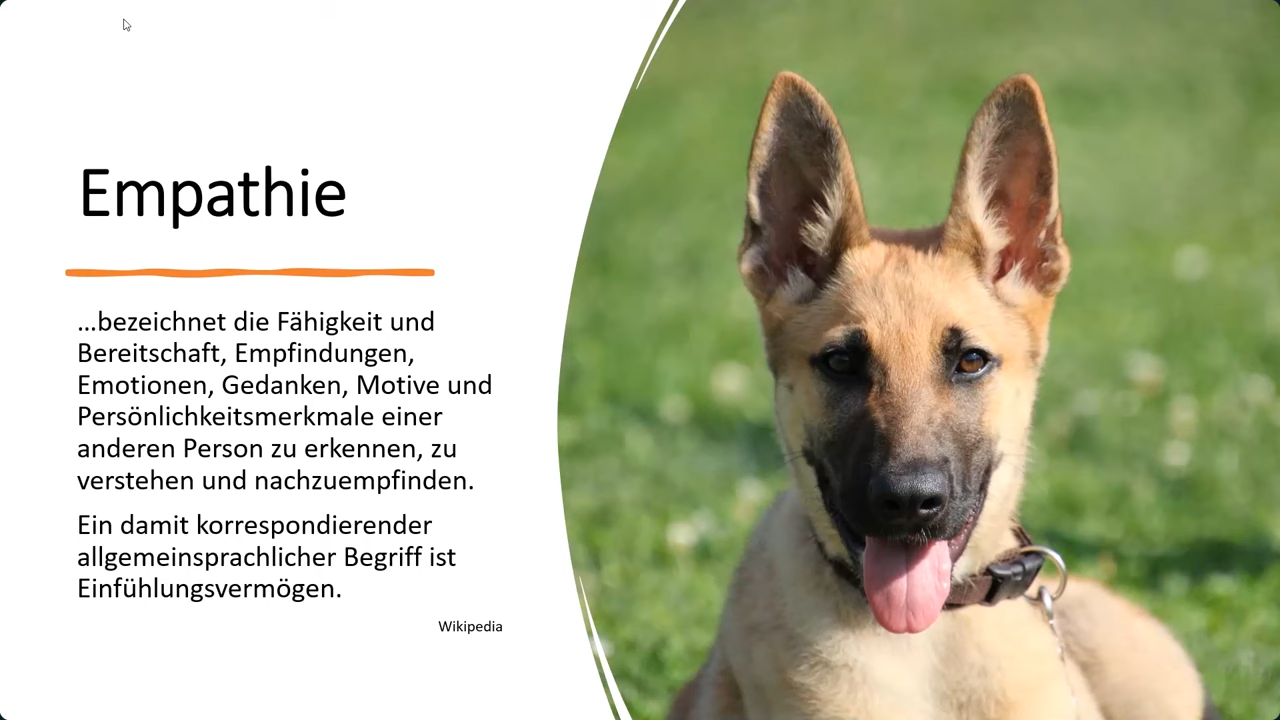 Empathie
...bezeichnet die Fähigkeit und
Bereitschaft, Empfindungen,
Emotionen, Gedanken, Motive und
Persönlichkeitsmerkmale einer
anderen Person zu erkennen, zu
verstehen und nachzuempfinden.
Ein damit korrespondierender
allgemeinsprachlicher Begriff ist
Einfühlungsvermögen.
Wikipedia